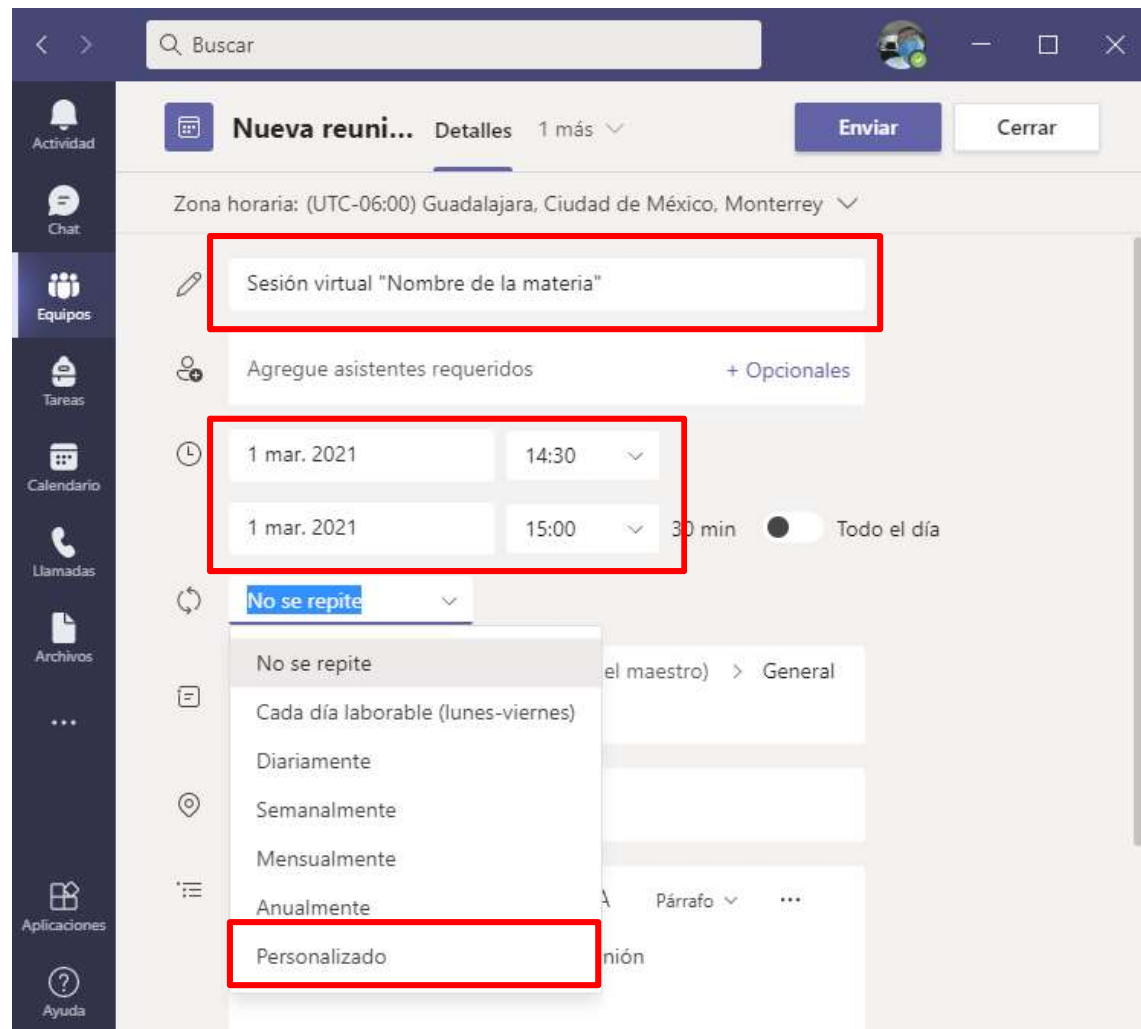 Buscar
Actividad
Chat
Equipos
Tareas
Calendario
Llamadas
Archivos
Aplicaciones
Ayuda
Nueva reuni... Detalles 1 más
Enviar Cerrar
Zona horaria: (UTC-06:00) Guadalajara, Ciudad de México, Monterrey
Sesión virtual "Nombre de la materia"
Agregue asistentes requeridos + Opcionales
1 mar. 2021 14:30
1 mar. 2021 15:00 30 min Todo el día
No se repite
No se repite
Cada día laborable (lunes-viernes)
Diariamente
Semanalmente
Mensualmente
Anualmente
Personalizado
el maestro) > General
Párrafo ...
nión